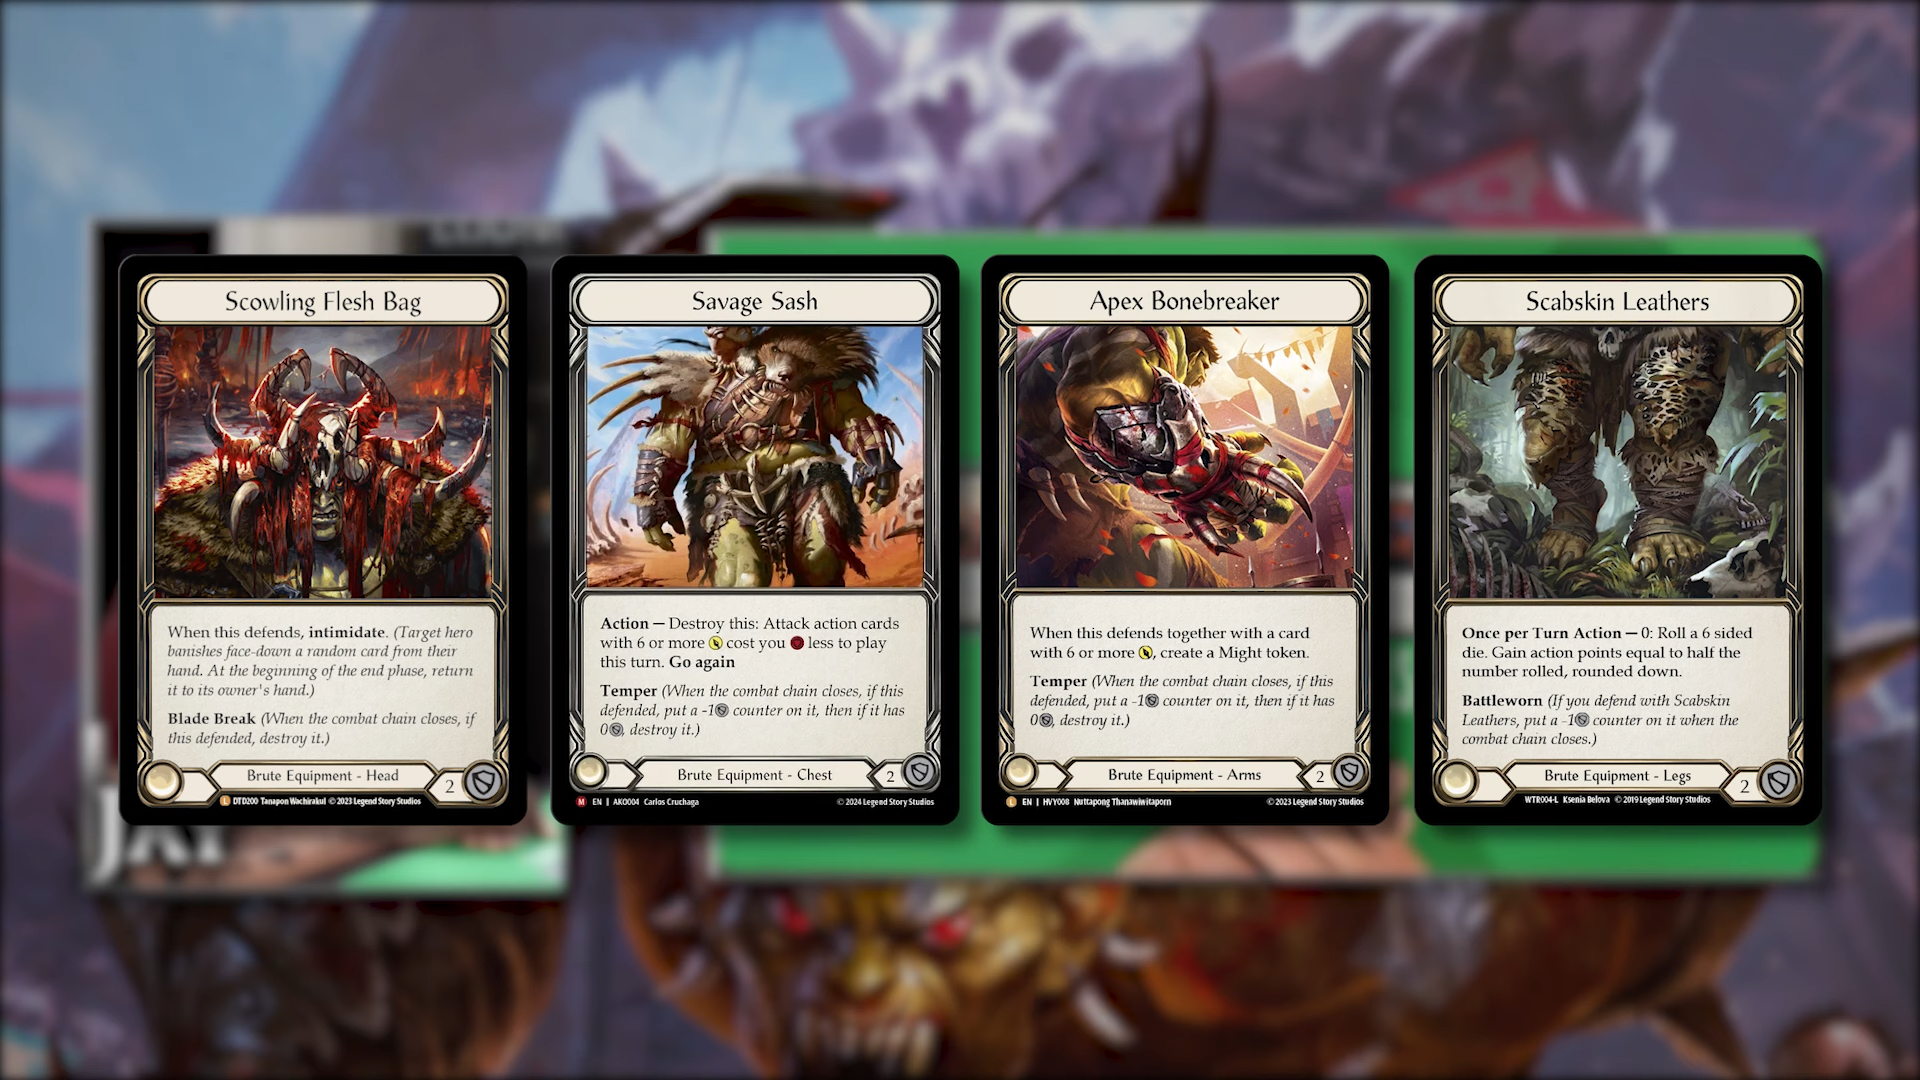 Scowling Flesh Bag
When this defends, intimidate. (Target hero
banishes face-down a random card from their
hand. At the beginning of the end phase, return
it to its owner's hand.)
Blade Break (When the combat chain closes, if
this defended, destroy it.)
Brute Equipment - Head
2
L DTD200 Tanapon Wachirakul © 2023 Legend Story Studios
Savage Sash
Action — Destroy this: Attack action cards
with 6 or more cost you less to play
this turn. Go again
Temper (When the combat chain closes, if this
defended, put a -1 counter on it, then if it has
0, destroy it.)
Brute Equipment - Chest
2
M EN | AKO004 Carlos Cruchaga
© 2024 Legend Story Studios
Apex Bonebreaker
When this defends together with a card
with 6 or more , create a Might token.
Temper (When the combat chain closes, if this
defended, put a -1 counter on it, then if it has
0, destroy it.)
Brute Equipment - Arms
2
L EN | HVY008 Nuttapong Thanawiwitaporn
© 2023 Legend Story Studios
Scabskin Leathers
Once per Turn Action — 0: Roll a 6 sided
die. Gain action points equal to half the
number rolled, rounded down.
Battleworn (If you defend with Scabskin
Leathers, put a -1 counter on it when the
combat chain closes.)
Brute Equipment - Legs
2
WTR004-L Ksenia Belova © 2019 Legend Story Studios